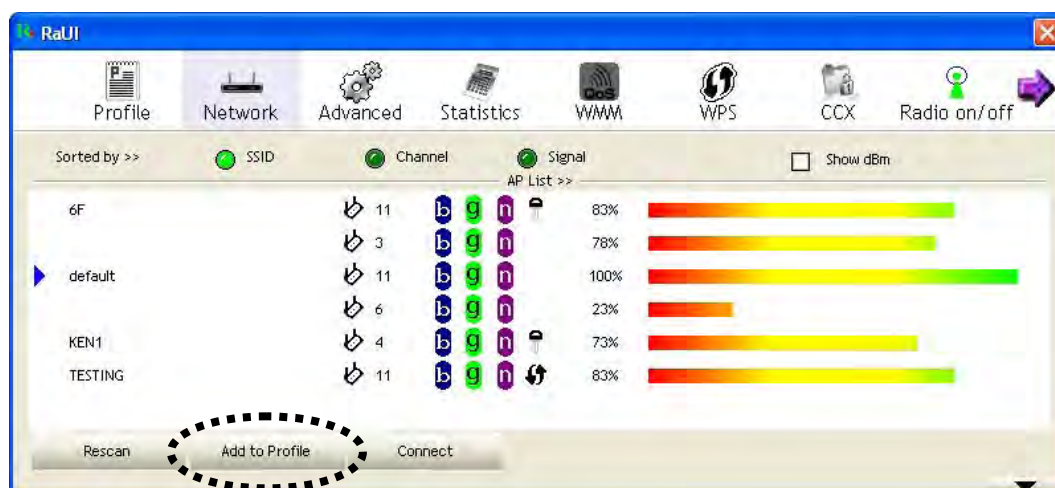 RaUI
Profile Network Advanced Statistics QoS WMM WPS CCX Radio on/off
Sorted by >> SSID Channel Signal Show dBm
AP List >>
6F 11 b g n 83%
3 b g n 78%
default 11 b g n 100%
6 b g n 23%
KEN1 4 b g n 73%
TESTING 11 b g n 83%
Rescan Add to Profile Connect